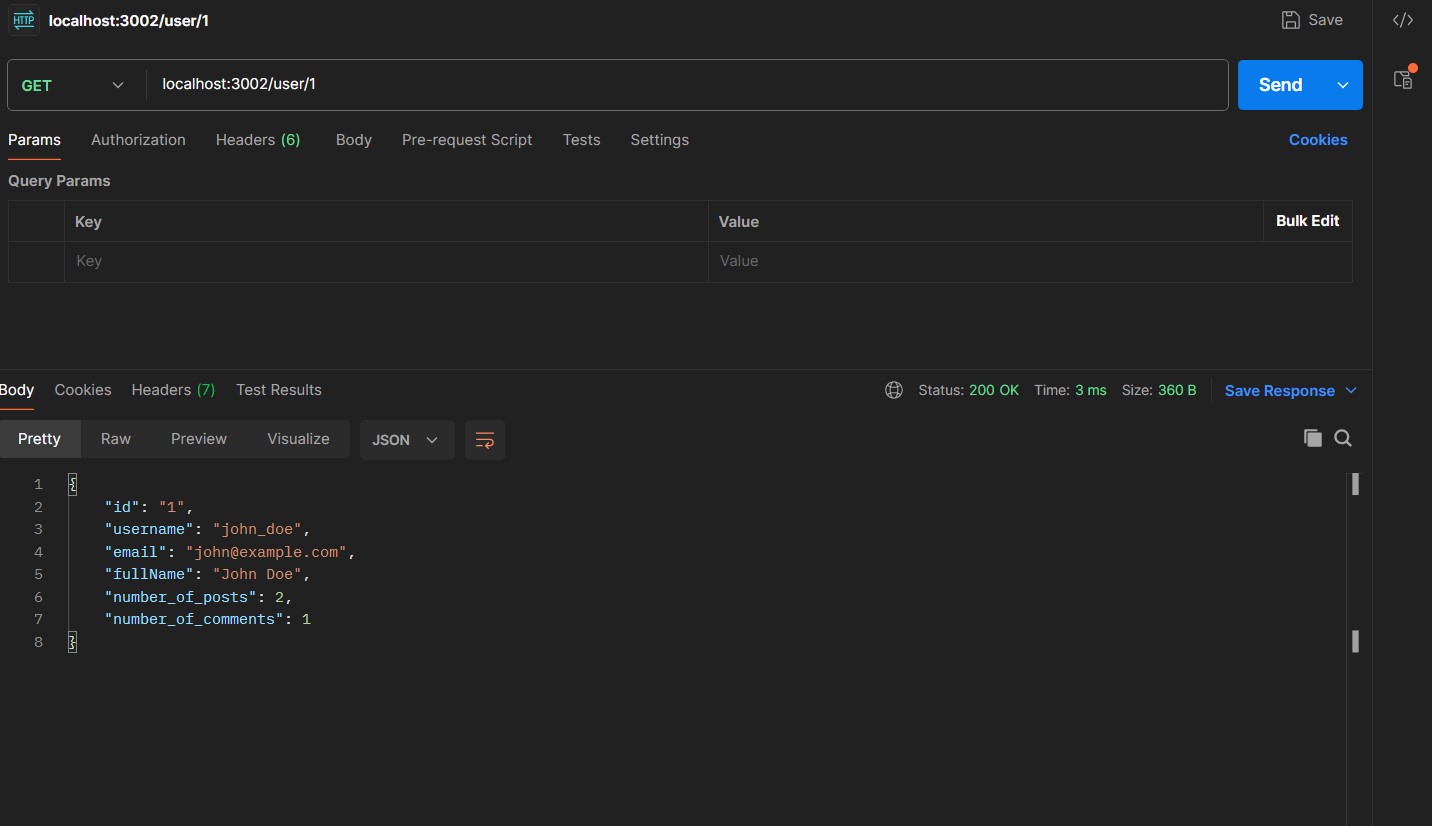 HTTP localhost:3002/user/1 Save
GET localhost:3002/user/1 Send
Params Authorization Headers (6) Body Pre-request Script Tests Settings Cookies
Query Params
Key Value Bulk Edit
Key Value
Body Cookies Headers (7) Test Results Status: 200 OK Time: 3 ms Size: 360 B Save Response
Pretty Raw Preview Visualize JSON
1 {
2 "id": "1",
3 "username": "john_doe",
4 "email": "john@example.com",
5 "fullName": "John Doe",
6 "number_of_posts": 2,
7 "number_of_comments": 1
8 }